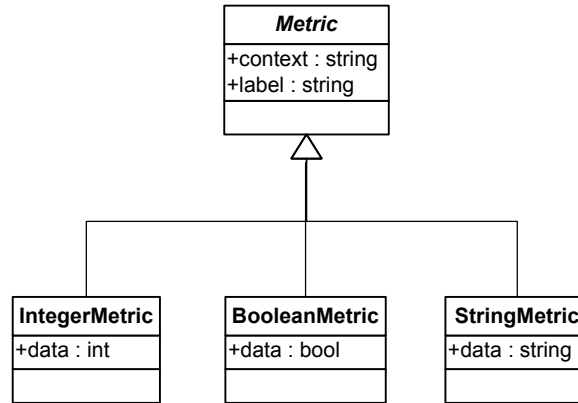 Metric
+context : string
+label : string
IntegerMetric
+data : int
BooleanMetric
+data : bool
StringMetric
+data : string